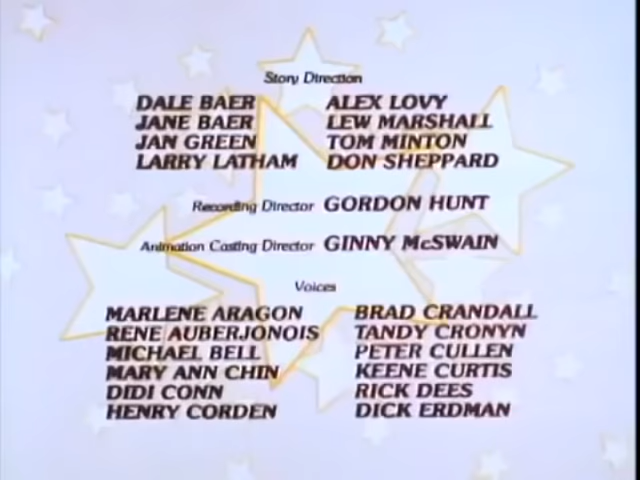 Story Direction
DALE BAER ALEX LOVY
JANE BAER LEW MARSHALL
JAN GREEN TOM MINTON
LARRY LATHAM DON SHEPPARD
Recording Director GORDON HUNT
Animation Casting Director GINNY McSWAIN
Voices
MARLENE ARAGON BRAD CRANDALL
RENE AUBERJONOIS TANDY CRONYN
MICHAEL BELL PETER CULLEN
MARY ANN CHIN KEENE CURTIS
DIDI CONN RICK DEES
HENRY CORDEN DICK ERDMAN